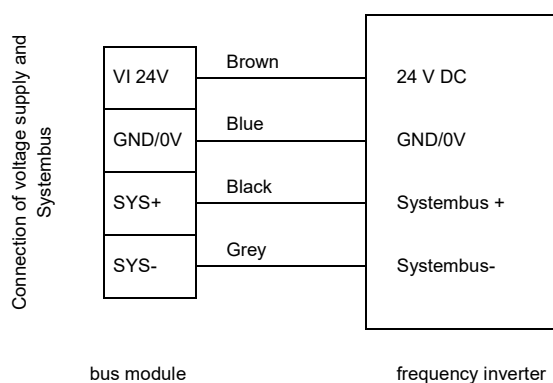 Connection of voltage supply and
Systembus
VI 24V
Brown
24 V DC
GND/0V
Blue
GND/0V
SYS+
Black
Systembus +
SYS-
Grey
Systembus-
bus module
frequency inverter